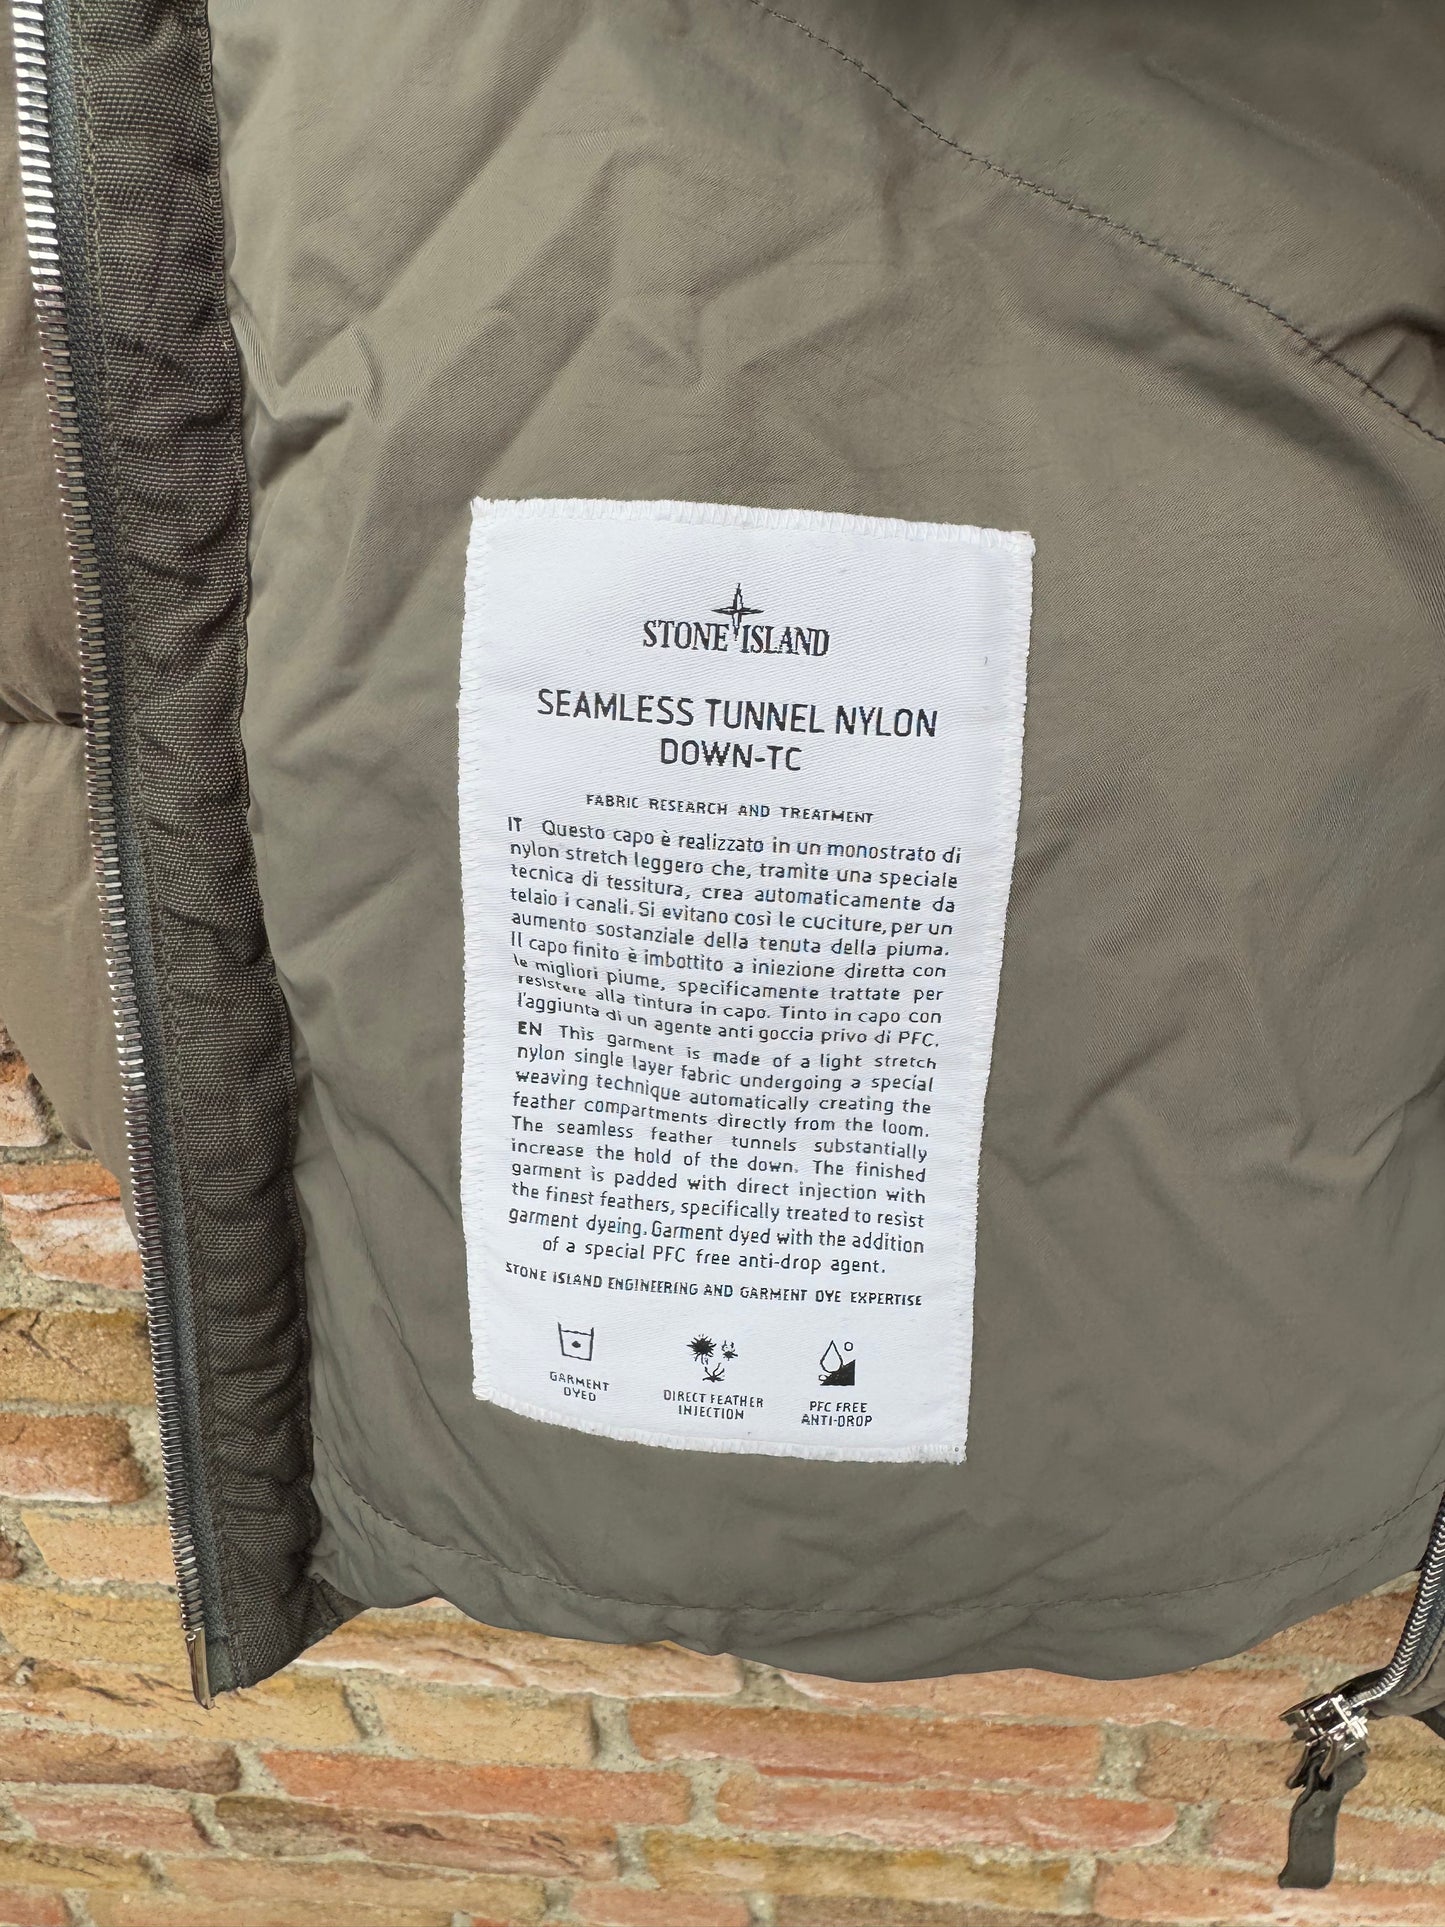 STONE ISLAND
SEAMLESS TUNNEL NYLON
DOWN-TC
FABRIC RESEARCH AND TREATMENT
IT Questo capo è realizzato in un monostrato di
nylon stretch leggero che, tramite una speciale
tecnica di tessitura, crea automaticamente da
telaio i canali. Si evitano così le cuciture, per un
aumento sostanziale della tenuta della piuma.
Il capo finito è imbottito a iniezione diretta con
le migliori piume, specificamente trattate per
resistere alla tintura in capo. Tinto in capo con
l'aggiunta di un agente anti goccia privo di PFC.
EN This garment is made of a light stretch
nylon single layer fabric undergoing a special
weaving technique automatically creating the
feather compartments directly from the loom.
The seamless feather tunnels substantially
increase the hold of the down. The finished
garment is padded with direct injection with
the finest feathers, specifically treated to resist
garment dyeing. Garment dyed with the addition
of a special PFC free anti-drop agent.
STONE ISLAND ENGINEERING AND GARMENT DYE EXPERTISE
GARMENT
DYED
DIRECT FEATHER
INJECTION
PFC FREE
ANTI-DROP